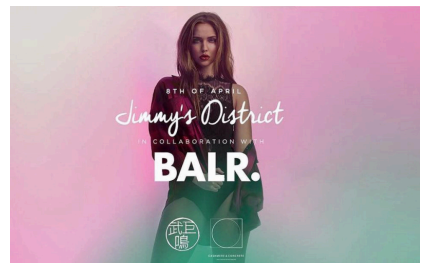 8TH OF APRIL
Jimmy's District
IN COLLABORATION WITH
BALR.